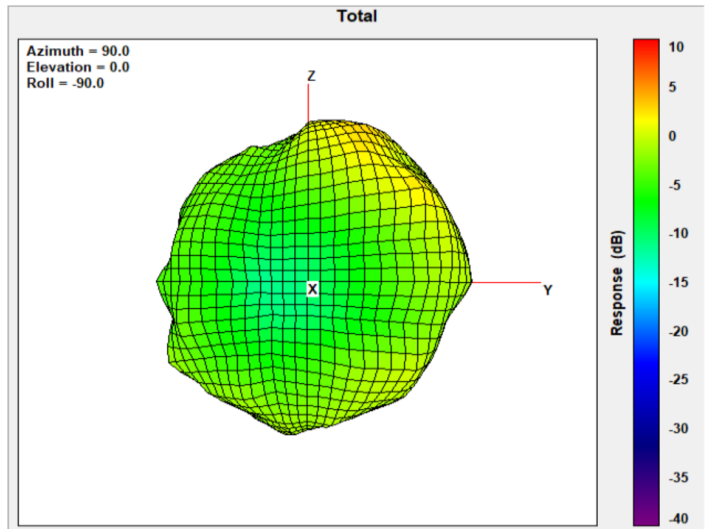 Total
Azimuth = 90.0
Elevation = 0.0
Roll = -90.0
Z
X
Y
Response (dB)
10
5
0
-5
-10
-15
-20
-25
-30
-35
-40